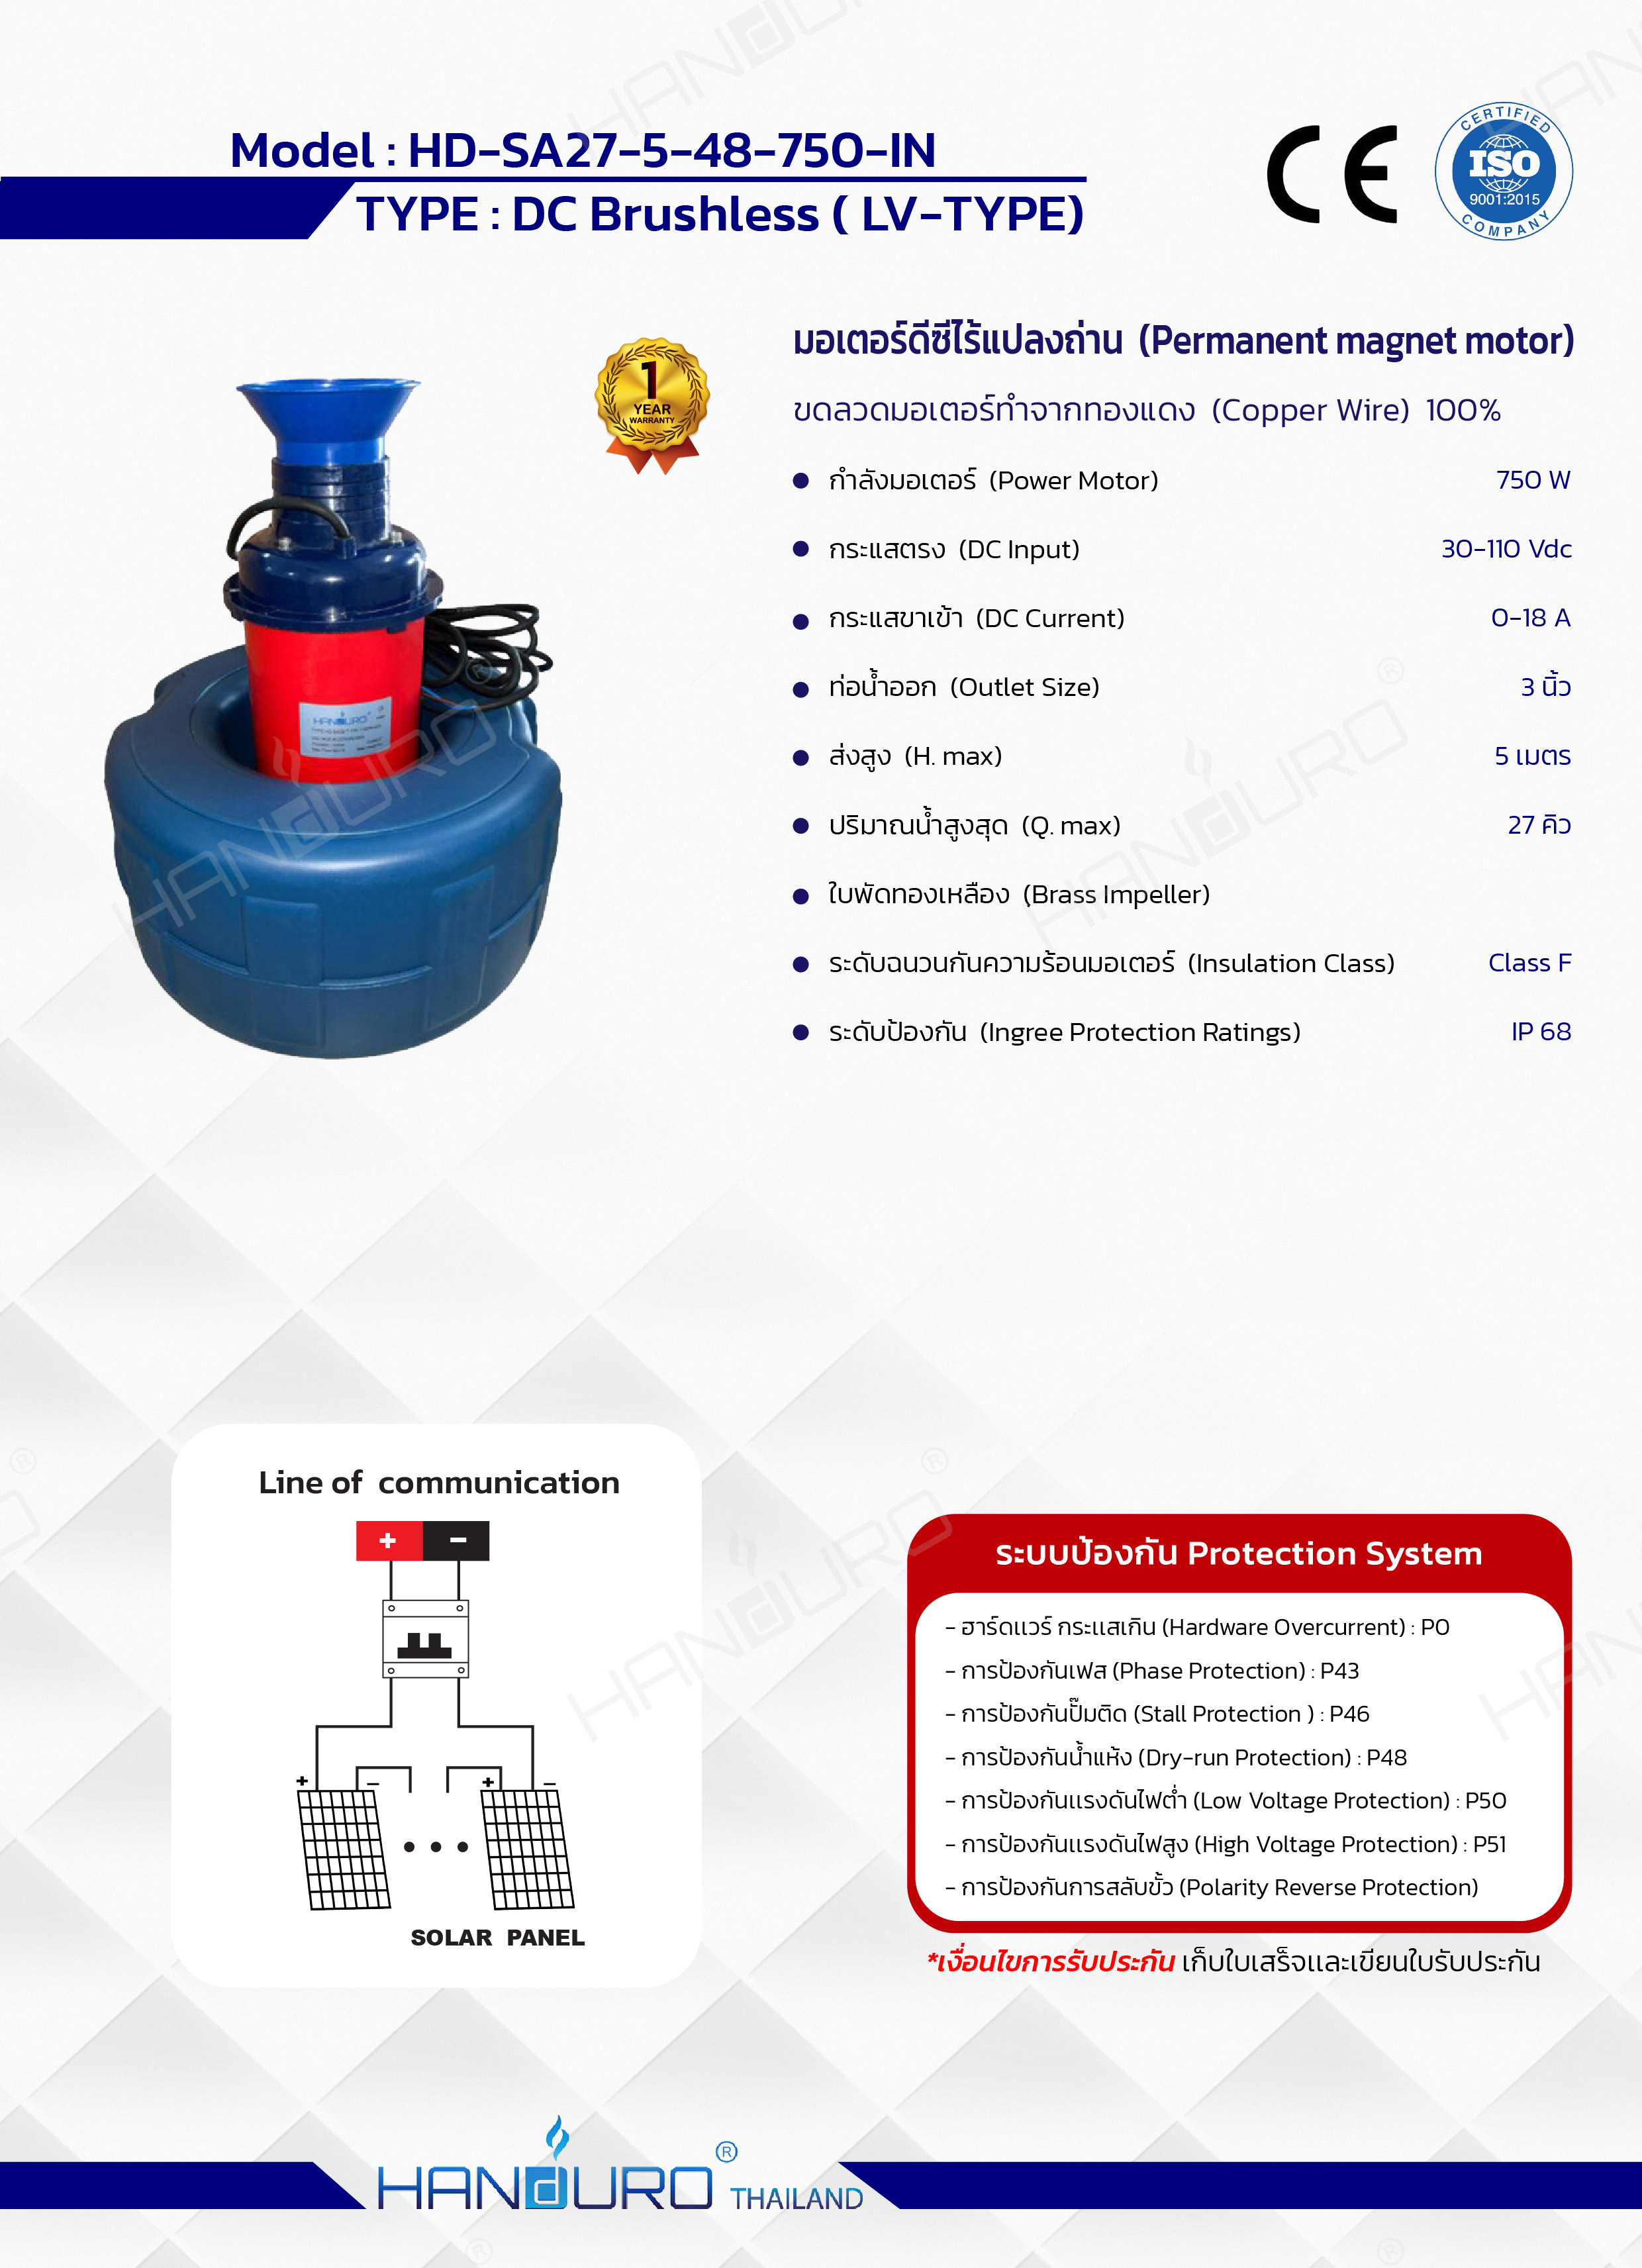 Model : HD-SA27-5-48-750-IN
TYPE : DC Brushless ( LV-TYPE)
CE
CERTIFIED
ISO
9001:2015
COMPANY
1
YEAR
WARRANTY
มอเตอร์ดีซีไร้แปลงถ่าน (Permanent magnet motor)
ขดลวดมอเตอร์ทำจากทองแดง (Copper Wire) 100%
กำลังมอเตอร์ (Power Motor) 750 W
กระแสตรง (DC Input) 30-110 Vdc
กระแสขาเข้า (DC Current) 0-18 A
ท่อน้ำออก (Outlet Size) 3 นิ้ว
ส่งสูง (H. max) 5 เมตร
ปริมาณน้ำสูงสุด (Q. max) 27 คิว
ใบพัดทองเหลือง (ฺBrass Impeller)
ระดับฉนวนกันความร้อนมอเตอร์ (Insulation Class) Class F
ระดับป้องกัน (Ingree Protection Ratings) IP 68
HANDURO
HANDURO®
HANDURO®
Line of communication
+ −
+ − + −
SOLAR PANEL
ระบบป้องกัน Protection System
- ฮาร์ดแวร์ กระแสเกิน (Hardware Overcurrent) : P0
- การป้องกันเฟส (Phase Protection) : P43
- การป้องกันปั๊มติด (Stall Protection ) : P46
- การป้องกันน้ำแห้ง (Dry-run Protection) : P48
- การป้องกันแรงดันไฟต่ำ (Low Voltage Protection) : P50
- การป้องกันแรงดันไฟสูง (High Voltage Protection) : P51
- การป้องกันการสลับขั้ว (Polarity Reverse Protection)
*เงื่อนไขการรับประกัน เก็บใบเสร็จและเขียนใบรับประกัน
HANDURO® THAILAND